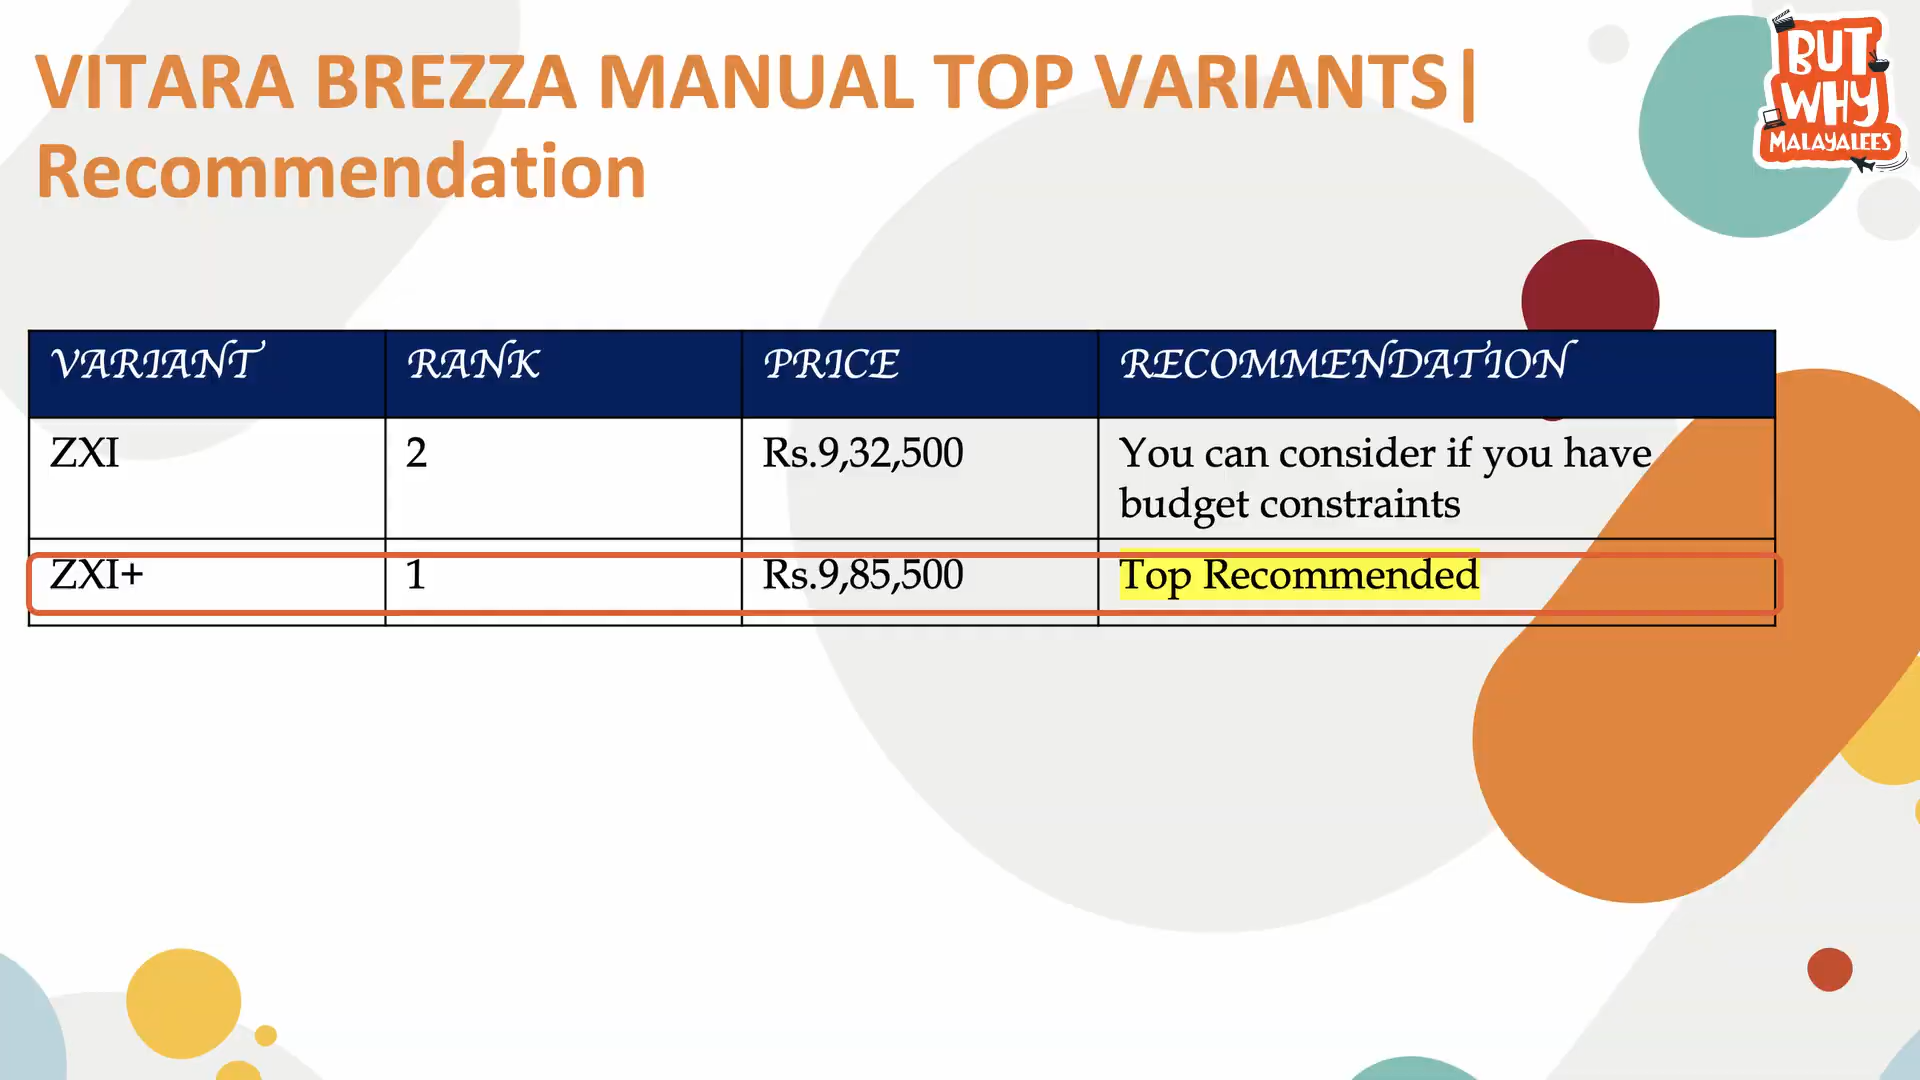 VITARA BREZZA MANUAL TOP VARIANTS|
Recommendation
BUT
WHY
MALAYALEES
VARIANT RANK PRICE RECOMMENDATION
ZXI 2 Rs.9,32,500 You can consider if you have
budget constraints
ZXI+ 1 Rs.9,85,500 Top Recommended